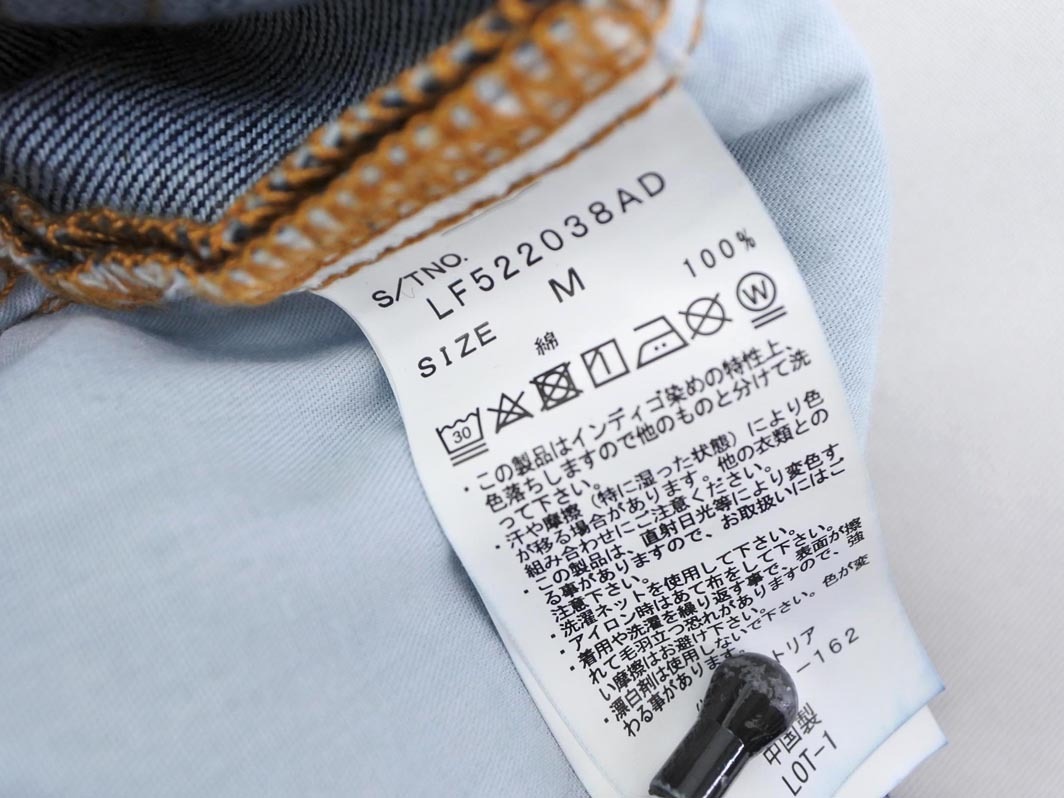 S/TNO.
LF522038AD
SIZE M
綿 100%
30 W
・この製品はインディゴ染めの特性上、
色落ちしますので他のものと分けて洗
って下さい。
・汗や摩擦（特に湿った状態）により色
が移る場合があります。他の衣類との
組み合わせにご注意ください。
・この製品は、直射日光等により変色す
る事がありますので、お取扱いにはご
注意下さい。
・洗濯ネットを使用して下さい。
・アイロン時はあて布をして下さい。
・着用や洗濯を繰り返す事で、表面が擦
れて毛羽立つ恐れがありますので、強
い摩擦はお避け下さい。
・漂白剤は使用しないで下さい。色が変
わる事があります。
トリア
-162
中国製
LOT-1